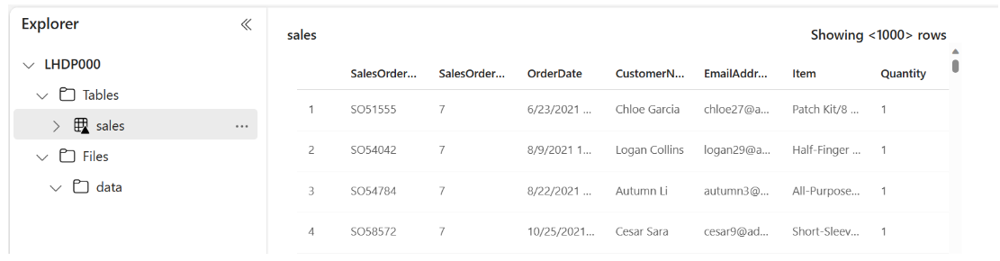 Explorer
LHDP000
Tables
sales
Files
data
sales
Showing <1000> rows
SalesOrder... SalesOrder... OrderDate CustomerN... EmailAddr... Item Quantity
1 SO51555 7 6/23/2021 ... Chloe Garcia chloe27@a... Patch Kit/8 ... 1
2 SO54042 7 8/9/2021 1... Logan Collins logan29@a... Half-Finger ... 1
3 SO54784 7 8/22/2021 ... Autumn Li autumn3@... All-Purpose... 1
4 SO58572 7 10/25/2021... Cesar Sara cesar9@ad... Short-Sleev... 1